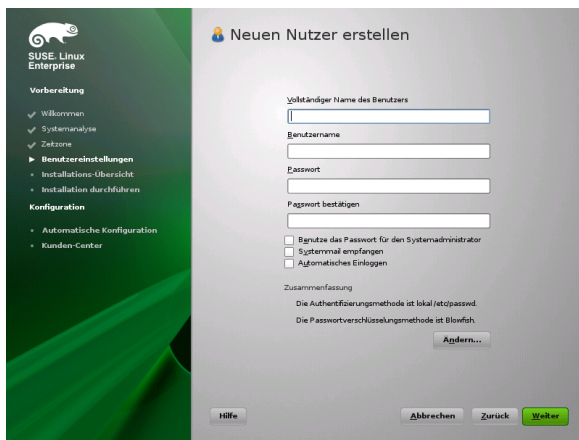 SUSE. Linux
Enterprise
Vorbereitung
Willkommen
Systemanalyse
Zeitzone
Benutzereinstellungen
Installations-Übersicht
Installation durchführen
Konfiguration
Automatische Konfiguration
Kunden-Center
Neuen Nutzer erstellen
Vollständiger Name des Benutzers
Benutzername
Passwort
Passwort bestätigen
Benutze das Passwort für den Systemadministrator
Systemmail empfangen
Automatisches Einloggen
Zusammenfassung
Die Authentifizierungsmethode ist lokal /etc/passwd.
Die Passwortverschlüsselungsmethode ist Blowfish.
Ändern...
Hilfe
Abbrechen
Zurück
Weiter